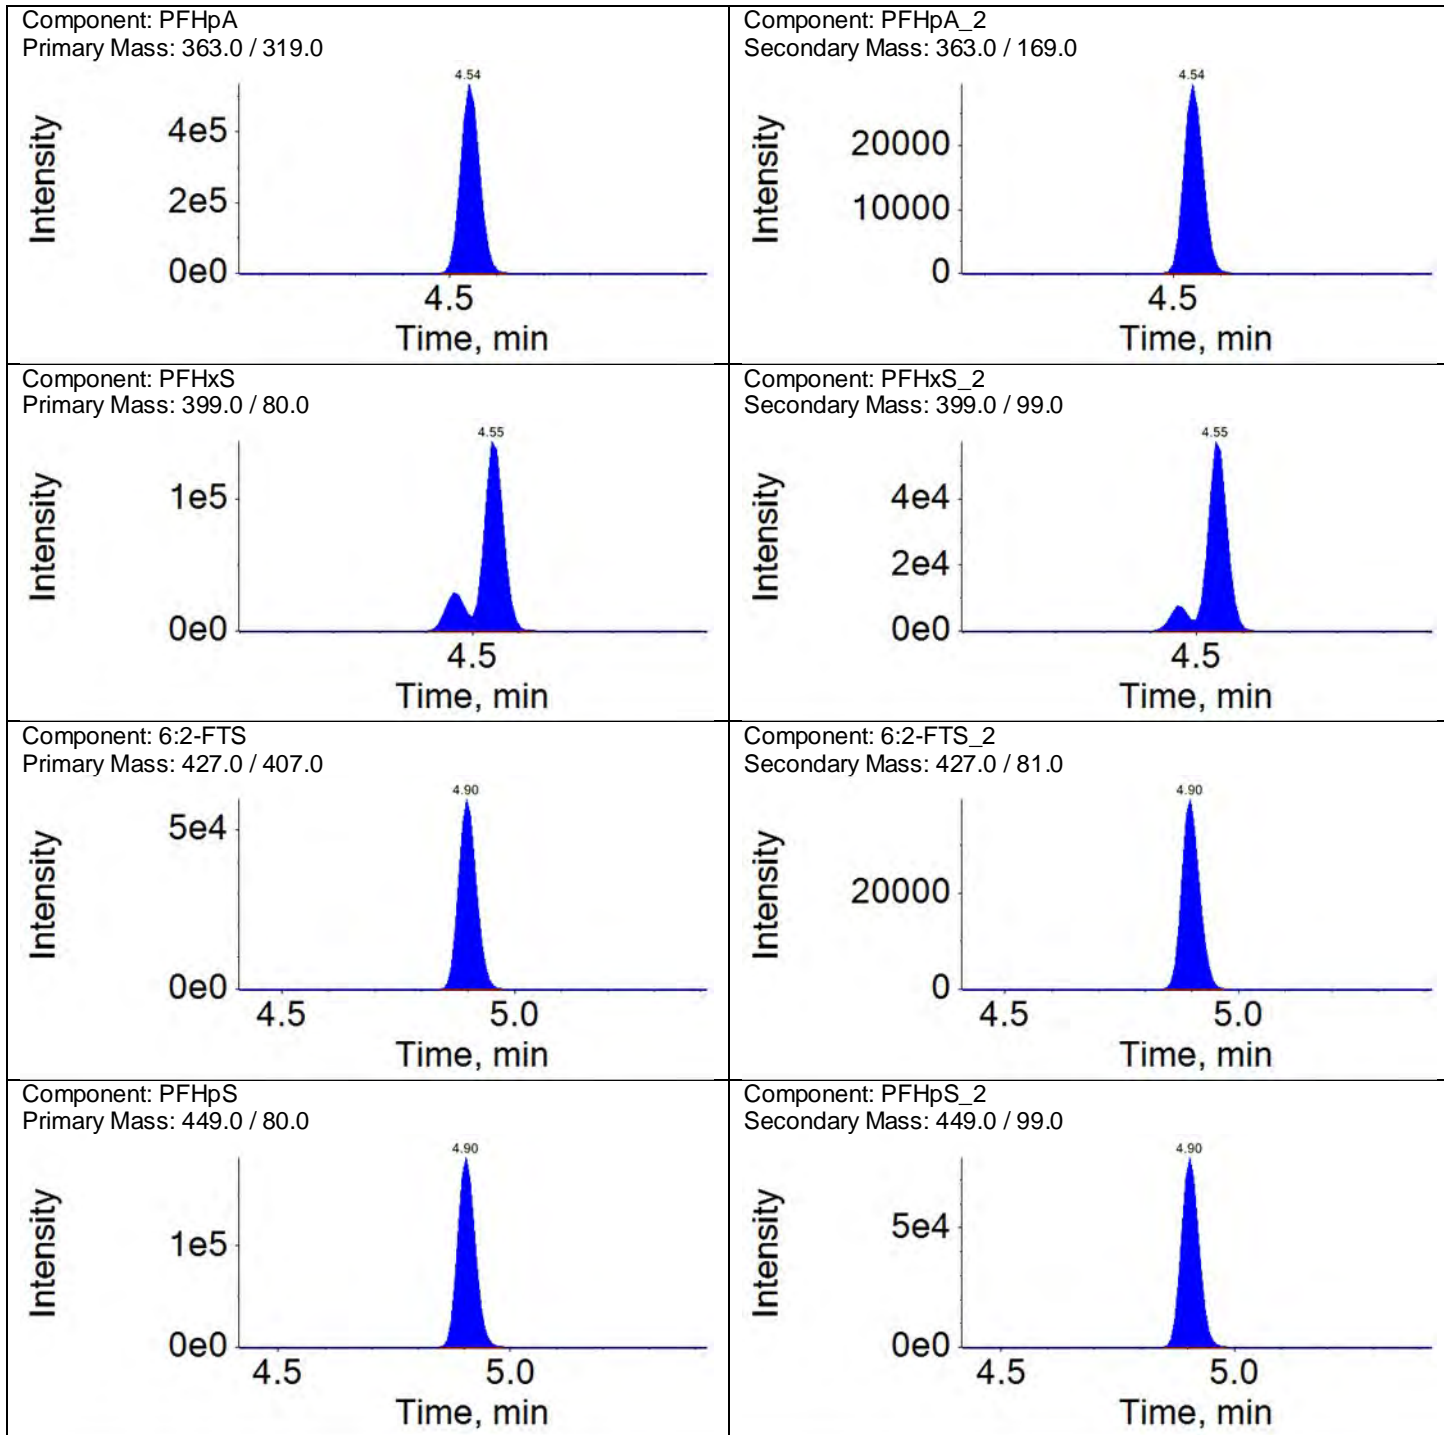 Component: PFHpA
Primary Mass: 363.0 / 319.0
4.54
Intensity
4e5
2e5
0e0
4.5
Time, min
Component: PFHpA_2
Secondary Mass: 363.0 / 169.0
4.54
Intensity
20000
10000
0
4.5
Time, min
Component: PFHxS
Primary Mass: 399.0 / 80.0
4.55
Intensity
1e5
0e0
4.5
Time, min
Component: PFHxS_2
Secondary Mass: 399.0 / 99.0
4.55
Intensity
4e4
2e4
0e0
4.5
Time, min
Component: 6:2-FTS
Primary Mass: 427.0 / 407.0
4.90
Intensity
5e4
0e0
4.5 5.0
Time, min
Component: 6:2-FTS_2
Secondary Mass: 427.0 / 81.0
4.90
Intensity
20000
0
4.5 5.0
Time, min
Component: PFHpS
Primary Mass: 449.0 / 80.0
4.90
Intensity
1e5
0e0
4.5 5.0
Time, min
Component: PFHpS_2
Secondary Mass: 449.0 / 99.0
4.90
Intensity
5e4
0e0
4.5 5.0
Time, min